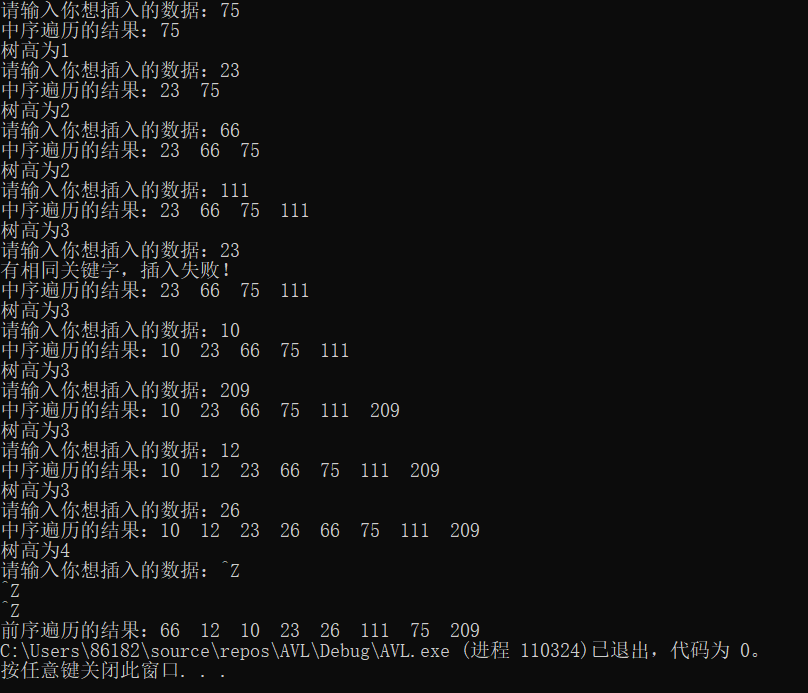 请输入你想插入的数据：75
中序遍历的结果：75
树高为1
请输入你想插入的数据：23
中序遍历的结果：23  75
树高为2
请输入你想插入的数据：66
中序遍历的结果：23  66  75
树高为2
请输入你想插入的数据：111
中序遍历的结果：23  66  75  111
树高为3
请输入你想插入的数据：23
有相同关键字，插入失败！
中序遍历的结果：23  66  75  111
树高为3
请输入你想插入的数据：10
中序遍历的结果：10  23  66  75  111
树高为3
请输入你想插入的数据：209
中序遍历的结果：10  23  66  75  111  209
树高为3
请输入你想插入的数据：12
中序遍历的结果：10  12  23  66  75  111  209
树高为3
请输入你想插入的数据：26
中序遍历的结果：10  12  23  26  66  75  111  209
树高为4
请输入你想插入的数据：^Z
^Z
^Z
前序遍历的结果：66  12  10  23  26  111  75  209
C:\Users\86182\source\repos\AVL\Debug\AVL.exe (进程 110324)已退出，代码为 0。
按任意键关闭此窗口. . .